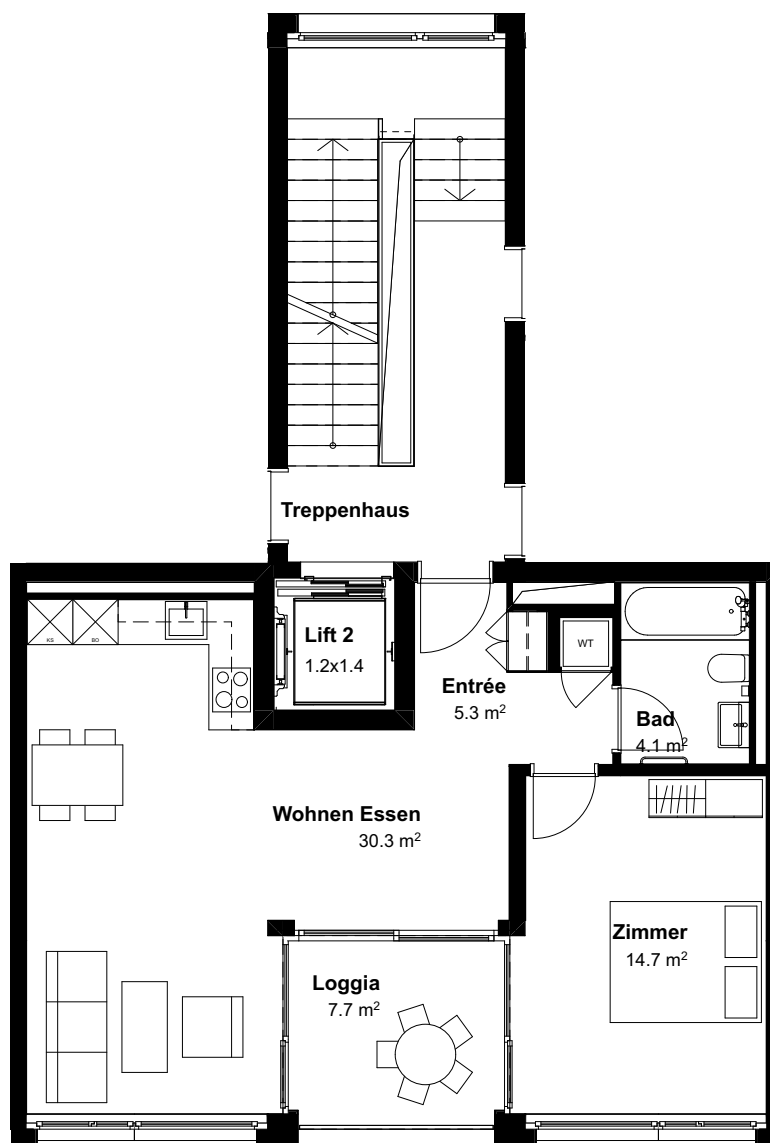 Treppenhaus
Lift 2
1.2x1.4
KS
BO
WT
Entrée
5.3 m²
Bad
4.1 m²
Wohnen Essen
30.3 m²
Zimmer
14.7 m²
Loggia
7.7 m²